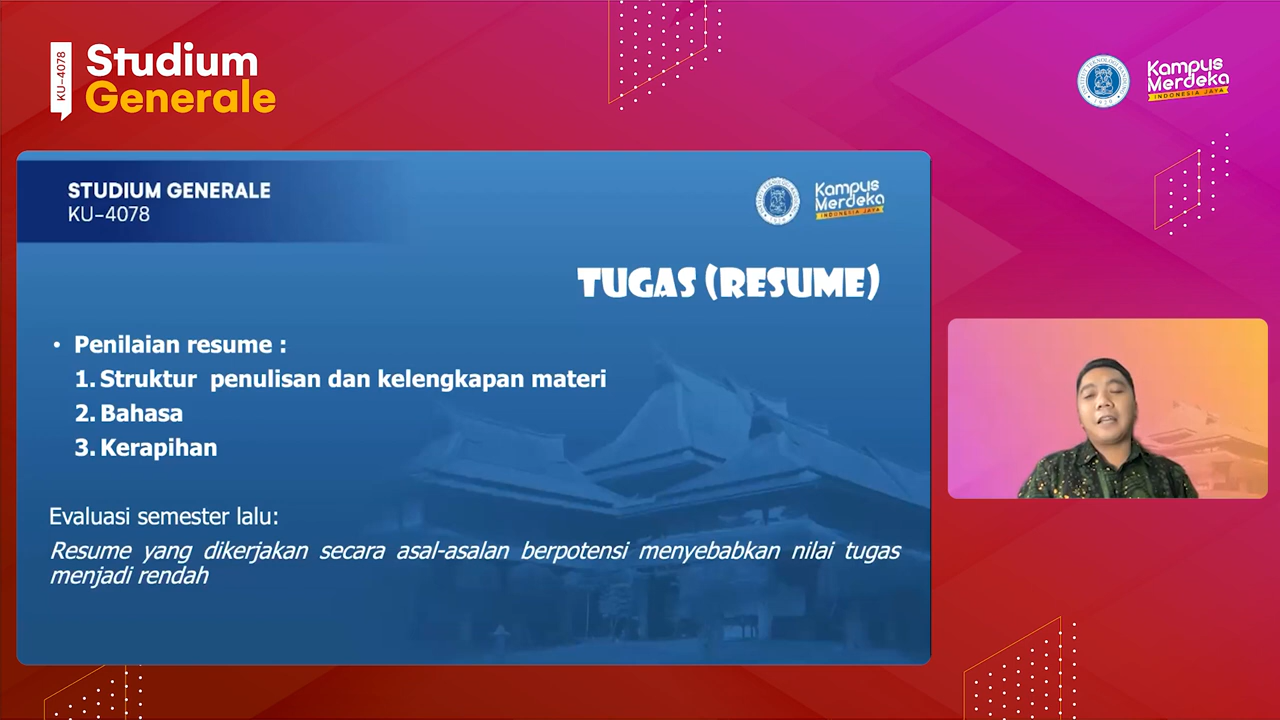 KU-4078
Studium
Generale
Kampus
Merdeka
INDONESIA JAYA
STUDIUM GENERALE
KU-4078
Kampus
Merdeka
INDONESIA JAYA
TUGAS (RESUME)
• Penilaian resume :
1. Struktur penulisan dan kelengkapan materi
2. Bahasa
3. Kerapihan
Evaluasi semester lalu:
Resume yang dikerjakan secara asal-asalan berpotensi menyebabkan nilai tugas
menjadi rendah